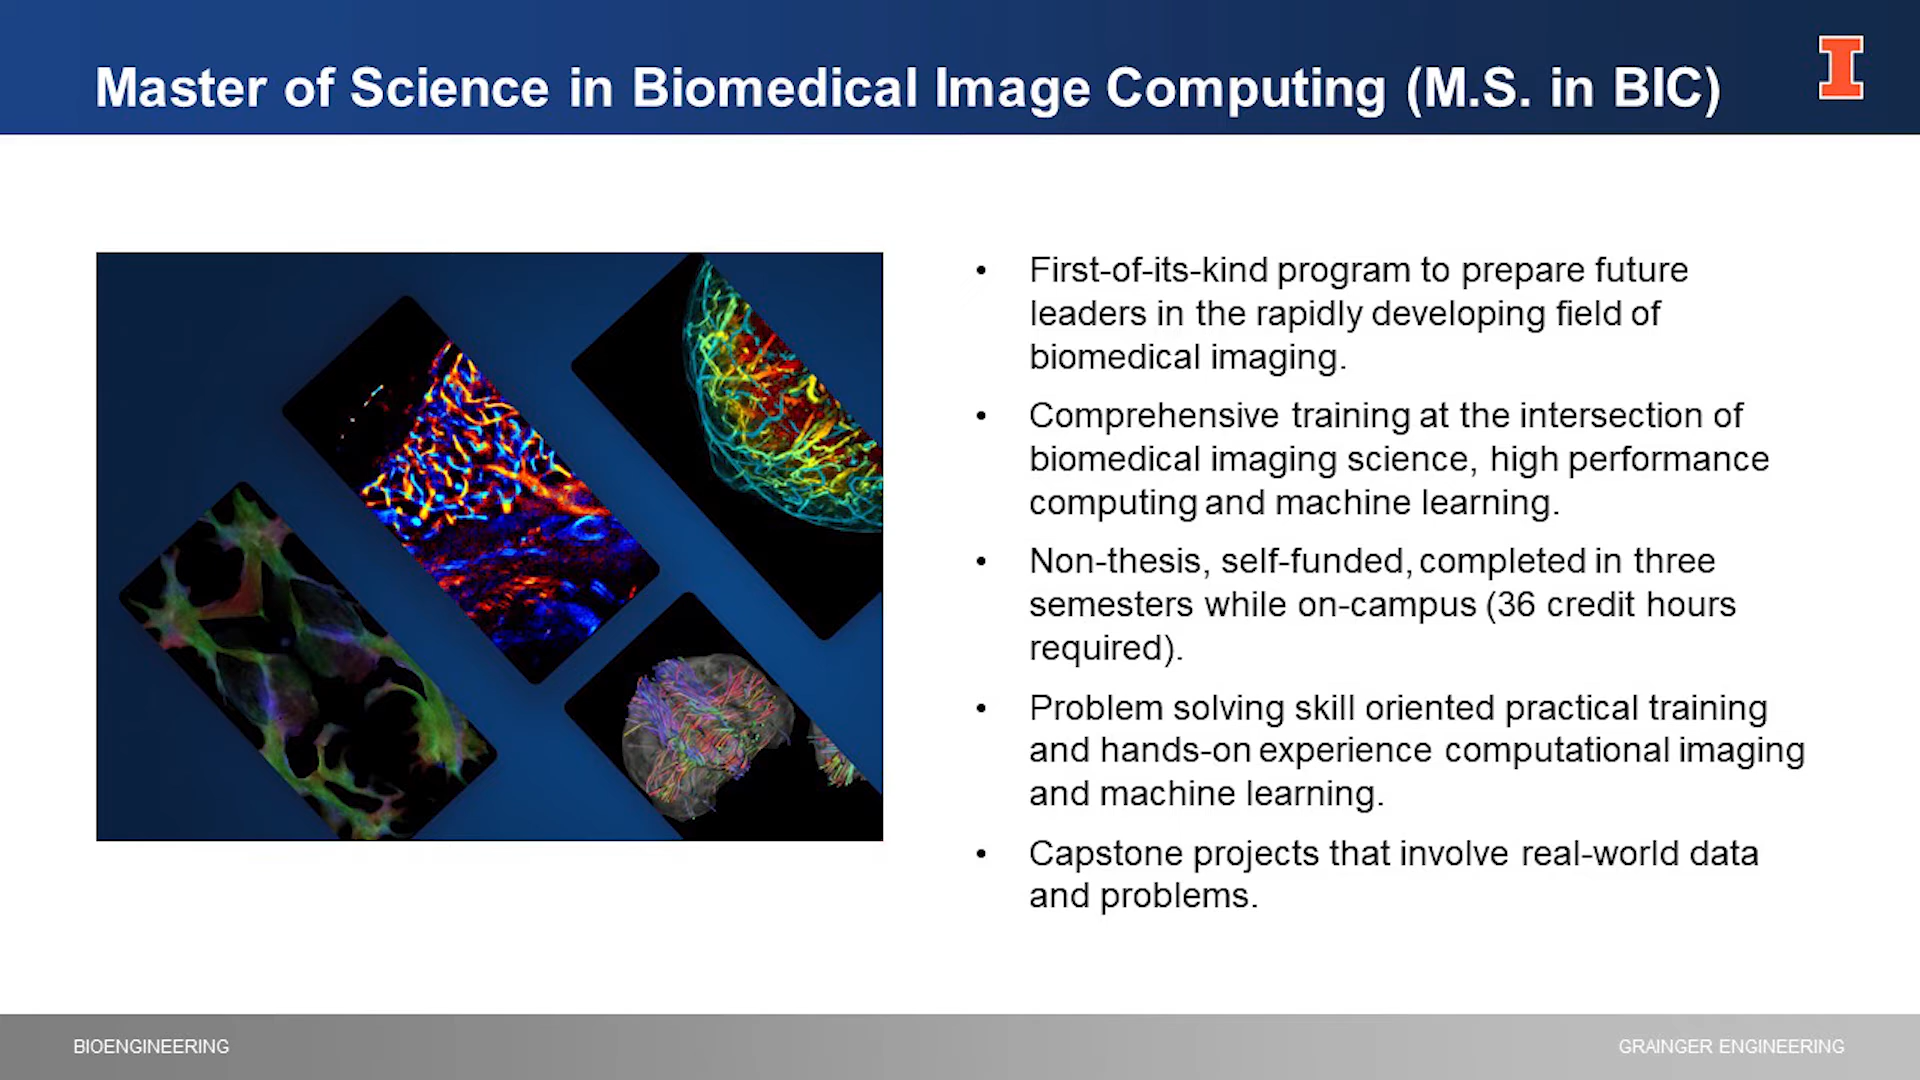 Master of Science in Biomedical Image Computing (M.S. in BIC)
• First-of-its-kind program to prepare future
leaders in the rapidly developing field of
biomedical imaging.
• Comprehensive training at the intersection of
biomedical imaging science, high performance
computing and machine learning.
• Non-thesis, self-funded, completed in three
semesters while on-campus (36 credit hours
required).
• Problem solving skill oriented practical training
and hands-on experience computational imaging
and machine learning.
• Capstone projects that involve real-world data
and problems.
BIOENGINEERING
GRAINGER ENGINEERING